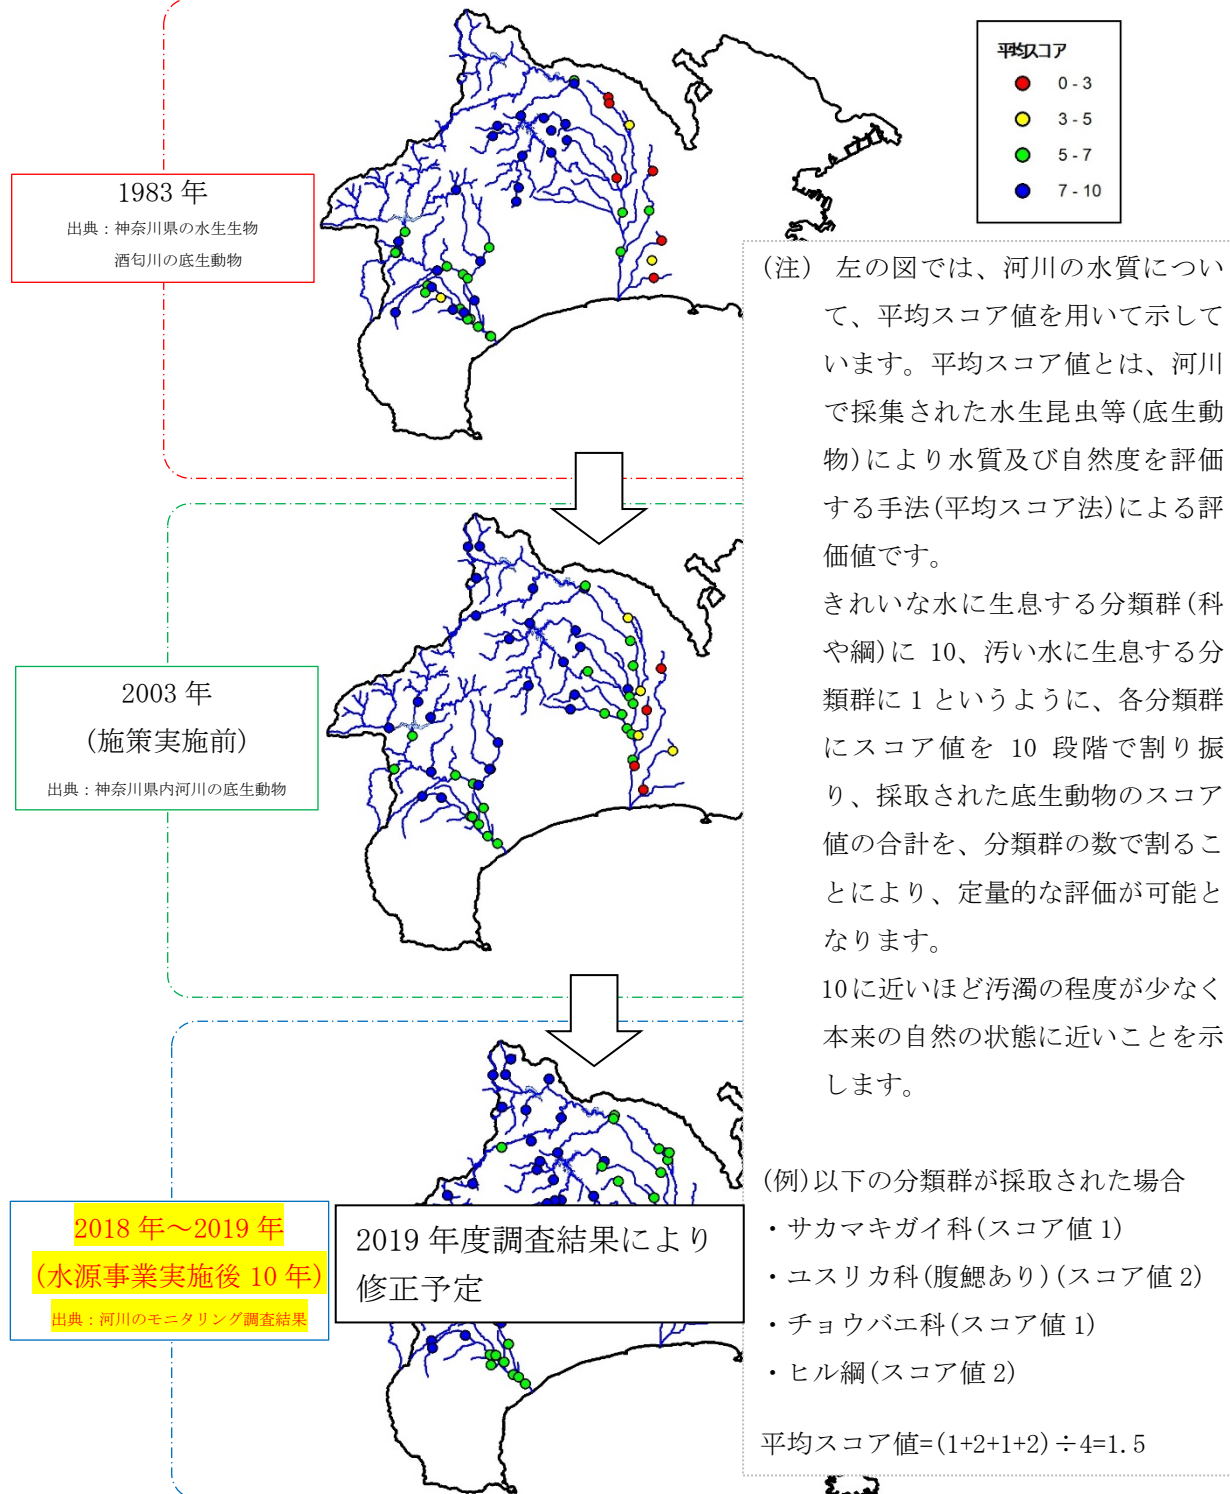 平均スコア
0 - 3
3 - 5
5 - 7
7 - 10
1983 年
出典：神奈川県の水生生物
酒匂川の底生動物
2003 年
(施策実施前)
出典：神奈川県内河川の底生動物
2018 年～2019 年
(水源事業実施後 10 年)
出典：河川のモニタリング調査結果
2019 年度調査結果により
修正予定
(注) 左の図では、河川の水質につい
て、平均スコア値を用いて示して
います。平均スコア値とは、河川
で採集された水生昆虫等(底生動
物)により水質及び自然度を評価
する手法(平均スコア法)による評
価値です。
きれいな水に生息する分類群(科
や綱)に 10、汚い水に生息する分
類群に 1 というように、各分類群
にスコア値を 10 段階で割り振
り、採取された底生動物のスコア
値の合計を、分類群の数で割るこ
とにより、定量的な評価が可能と
なります。
10に近いほど汚濁の程度が少なく
本来の自然の状態に近いことを示
します。
(例)以下の分類群が採取された場合
・サカマキガイ科(スコア値 1)
・ユスリカ科(腹鰓あり)(スコア値 2)
・チョウバエ科(スコア値 1)
・ヒル綱(スコア値 2)
平均スコア値=(1+2+1+2)÷4=1.5